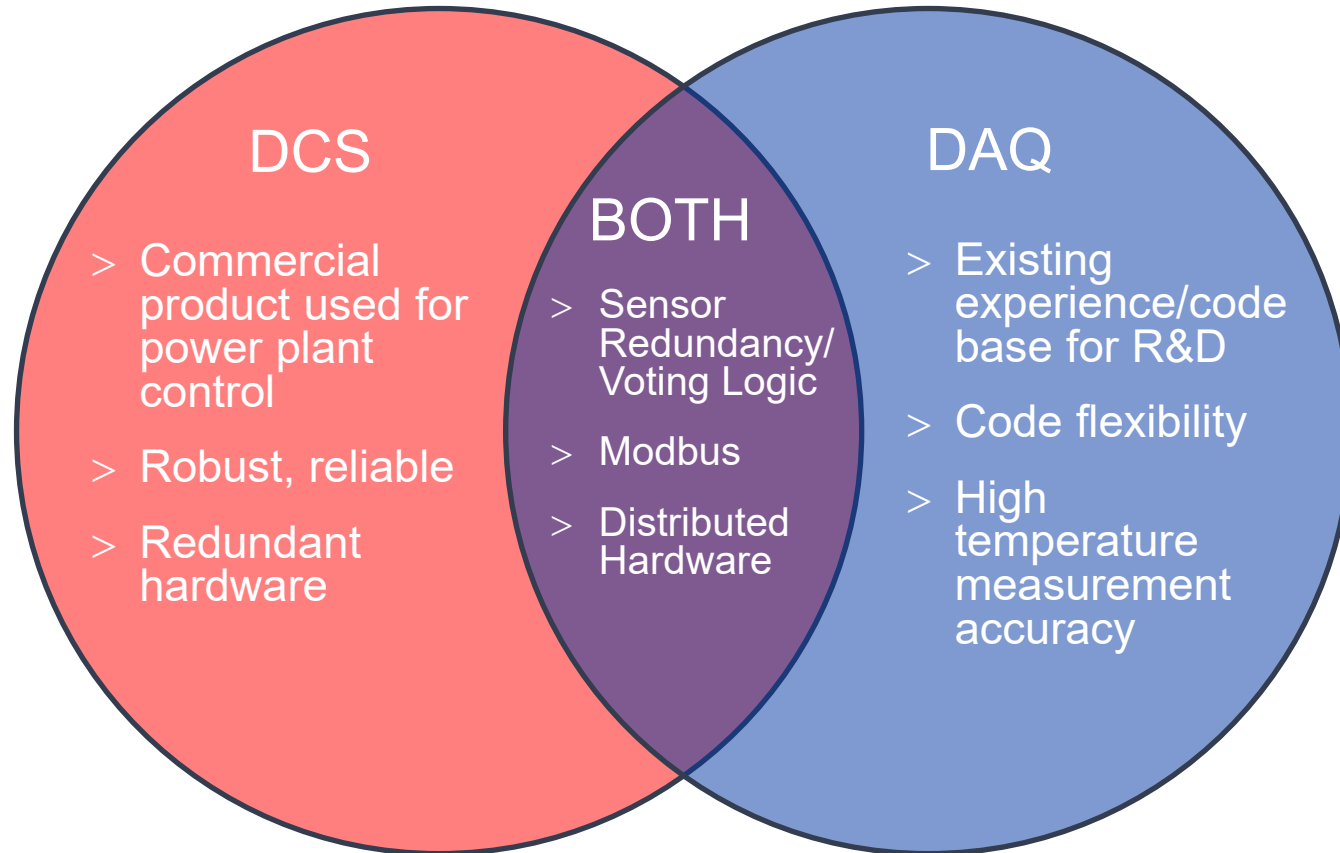 DCS
> Commercial
product used for
power plant
control
> Robust, reliable
> Redundant
hardware
BOTH
> Sensor
Redundancy/
Voting Logic
> Modbus
> Distributed
Hardware
DAQ
> Existing
experience/code
base for R&D
> Code flexibility
> High
temperature
measurement
accuracy